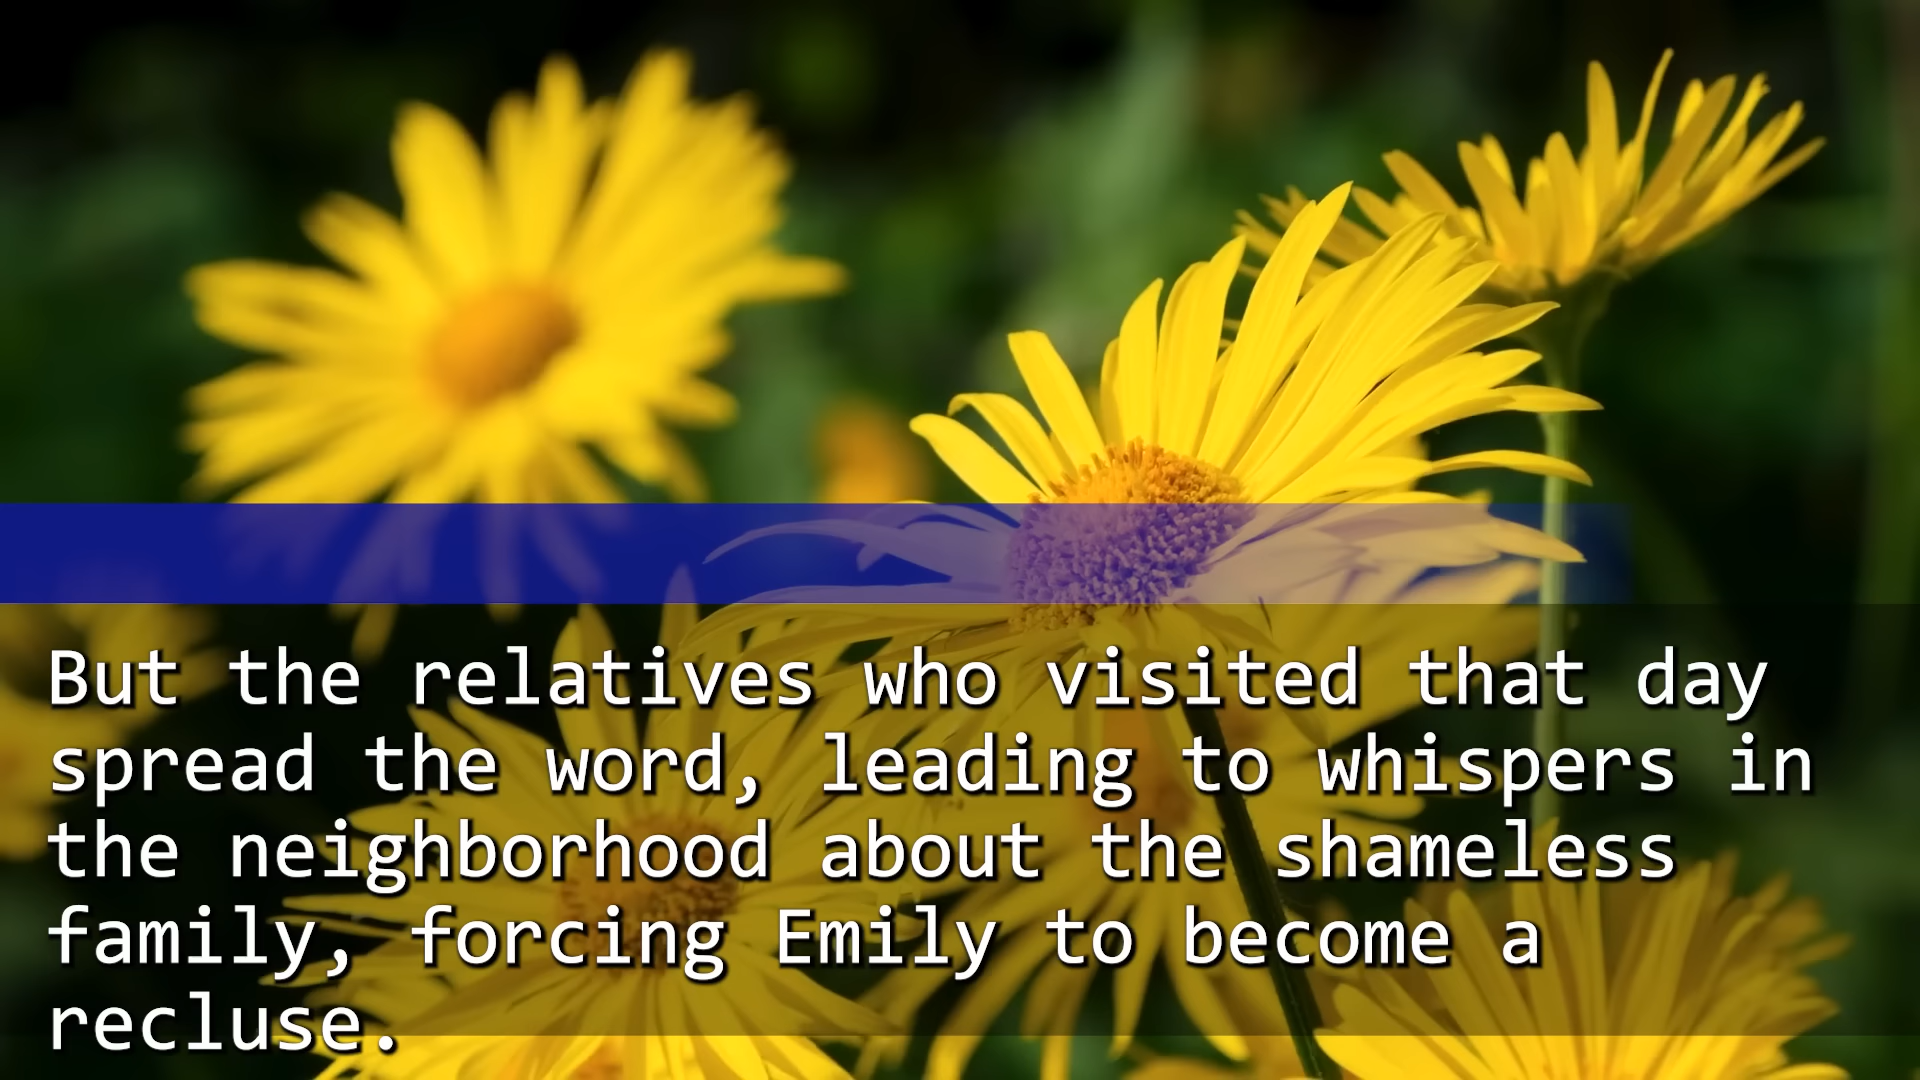 But the relatives who visited that day
spread the word, leading to whispers in
the neighborhood about the shameless
family, forcing Emily to become a
recluse.